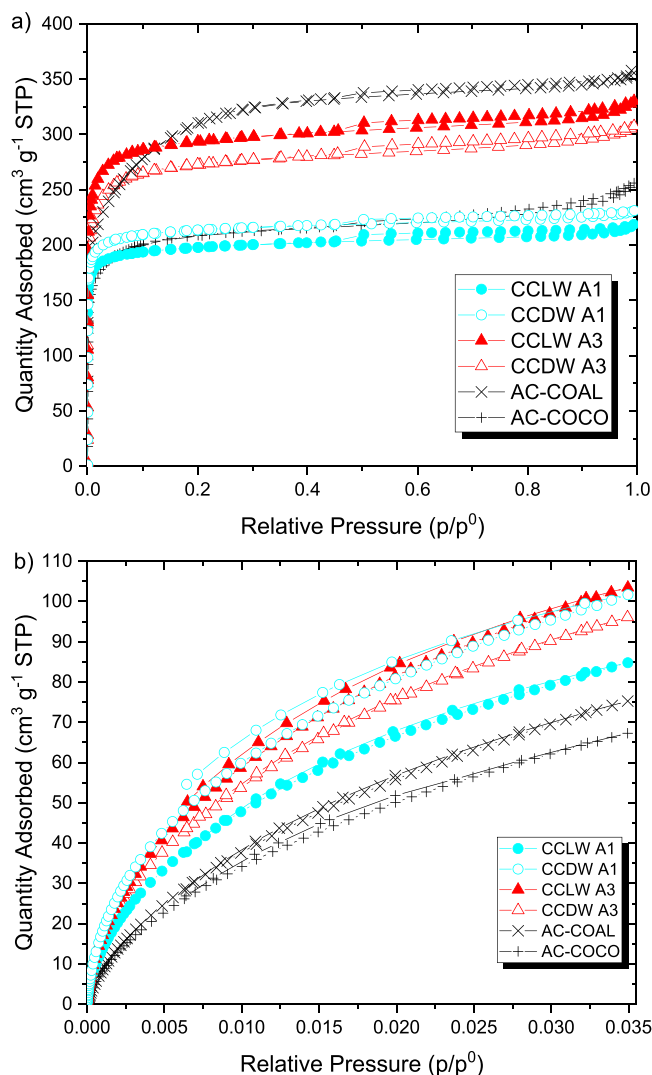 a)
400
350
300
250
200
150
100
50
0
Quantity Adsorbed (cm³ g⁻¹ STP)
CCLW A1
CCDW A1
CCLW A3
CCDW A3
AC-COAL
AC-COCO
0.0 0.2 0.4 0.6 0.8 1.0
Relative Pressure (p/p⁰)
b)
110
100
90
80
70
60
50
40
30
20
10
0
Quantity Adsorbed (cm³ g⁻¹ STP)
CCLW A1
CCDW A1
CCLW A3
CCDW A3
AC-COAL
AC-COCO
0.000 0.005 0.010 0.015 0.020 0.025 0.030 0.035
Relative Pressure (p/p⁰)